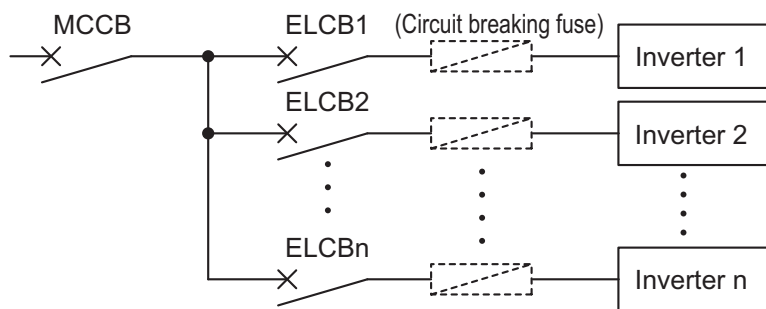 MCCB
ELCB1
(Circuit breaking fuse)
Inverter 1
ELCB2
Inverter 2
ELCBn
Inverter n